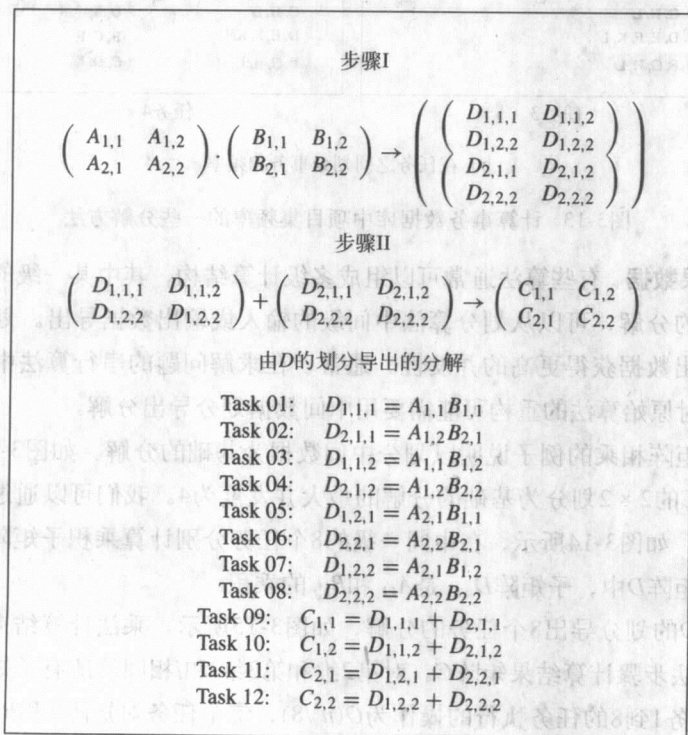 步骤I
( A1,1 A1,2 ) · ( B1,1 B1,2 ) → ( ( D1,1,1 D1,1,2 ) )
A2,1 A2,2 B2,1 B2,2 D1,2,2 D1,2,2
D2,1,1 D2,1,2
D2,2,2 D2,2,2
步骤II
( D1,1,1 D1,1,2 ) + ( D2,1,1 D2,1,2 ) → ( C1,1 C1,2 )
D1,2,2 D1,2,2 D2,2,2 D2,2,2 C2,1 C2,2
由D的划分导出的分解
Task 01: D1,1,1 = A1,1B1,1
Task 02: D2,1,1 = A1,2B2,1
Task 03: D1,1,2 = A1,1B1,2
Task 04: D2,1,2 = A1,2B2,2
Task 05: D1,2,1 = A2,1B1,1
Task 06: D2,2,1 = A2,2B2,1
Task 07: D1,2,2 = A2,1B1,2
Task 08: D2,2,2 = A2,2B2,2
Task 09: C1,1 = D1,1,1 + D2,1,1
Task 10: C1,2 = D1,1,2 + D2,1,2
Task 11: C2,1 = D1,2,1 + D2,2,1
Task 12: C2,2 = D1,2,2 + D2,2,2